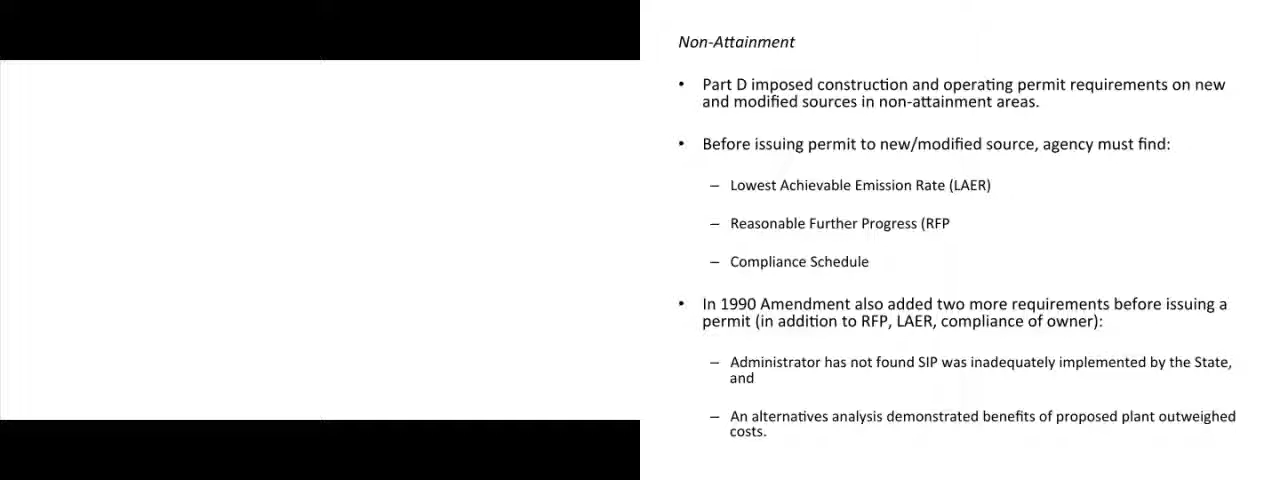 Non-Attainment
• Part D imposed construction and operating permit requirements on new
and modified sources in non-attainment areas.
• Before issuing permit to new/modified source, agency must find:
– Lowest Achievable Emission Rate (LAER)
– Reasonable Further Progress (RFP
– Compliance Schedule
• In 1990 Amendment also added two more requirements before issuing a
permit (in addition to RFP, LAER, compliance of owner):
– Administrator has not found SIP was inadequately implemented by the State,
and
– An alternatives analysis demonstrated benefits of proposed plant outweighed
costs.